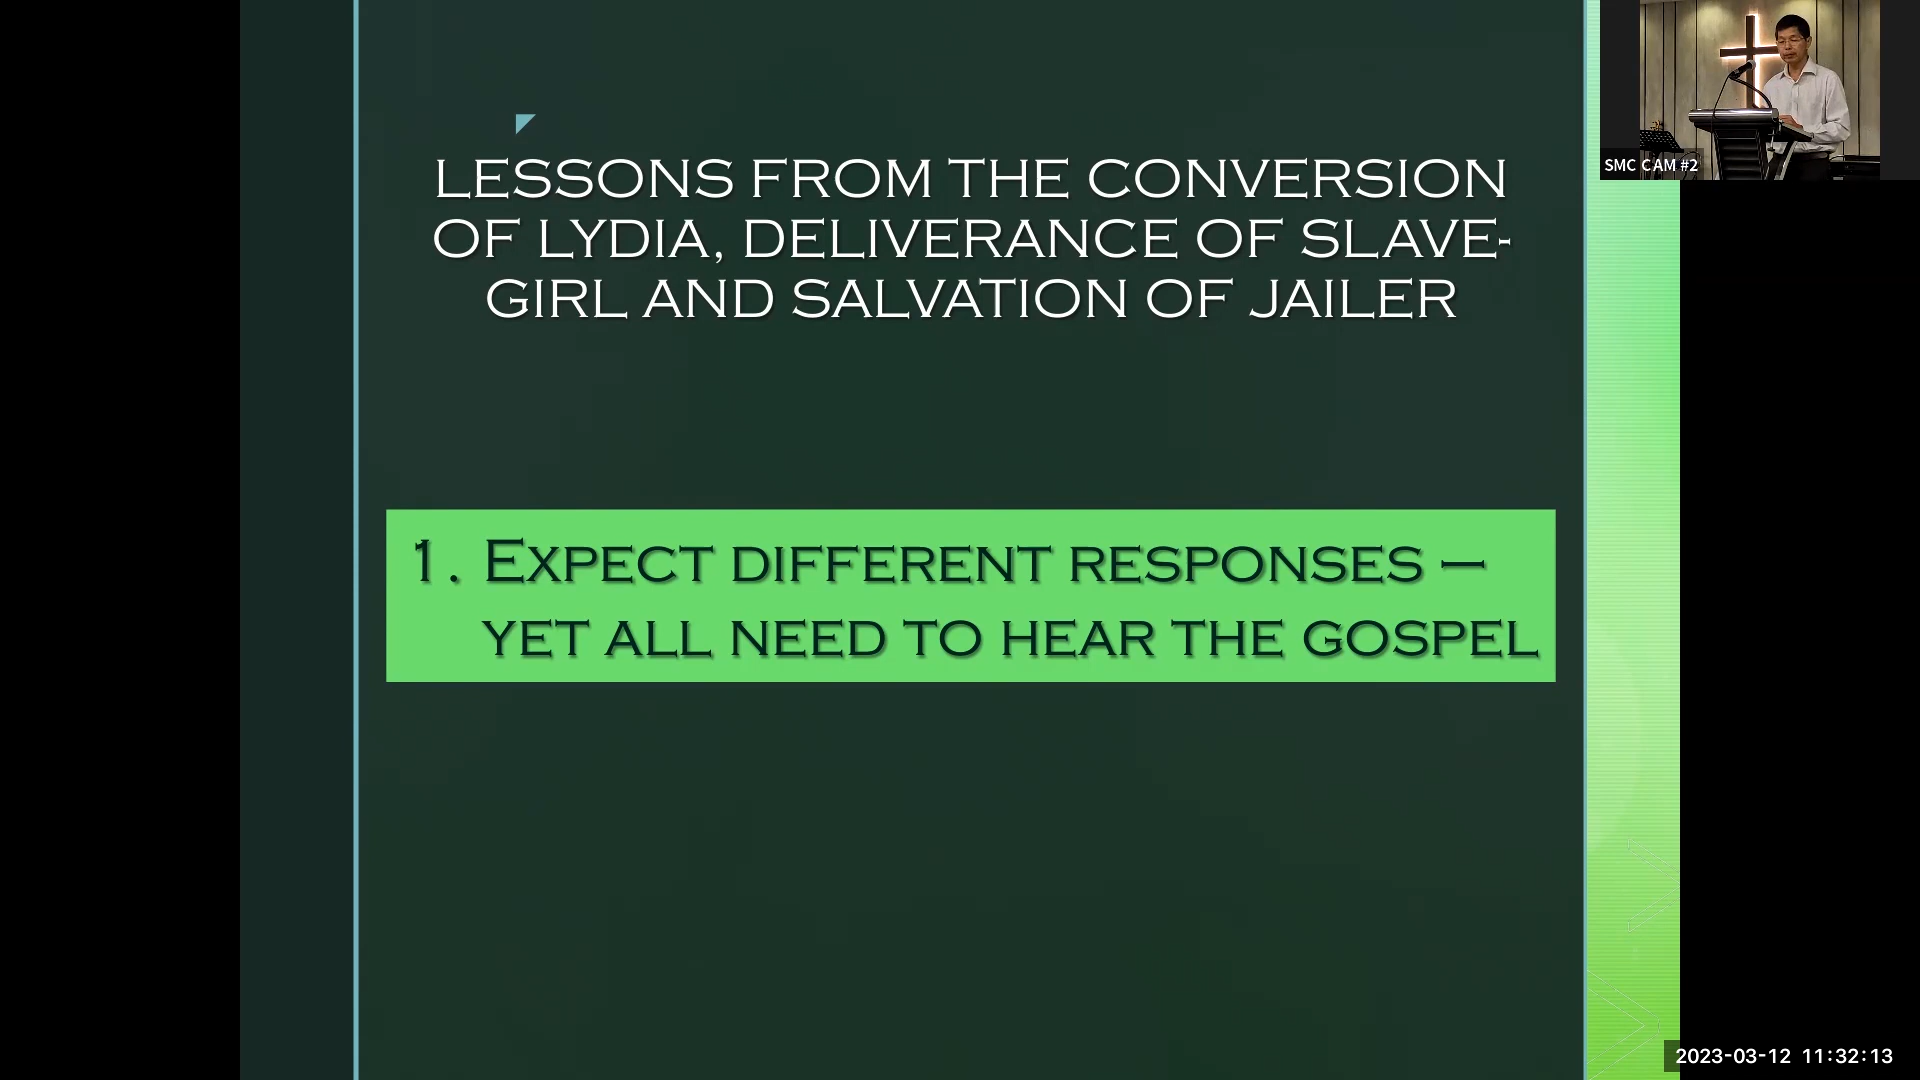 LESSONS FROM THE CONVERSION
OF LYDIA, DELIVERANCE OF SLAVE-
GIRL AND SALVATION OF JAILER
1. EXPECT DIFFERENT RESPONSES –
YET ALL NEED TO HEAR THE GOSPEL
SMC CAM #2
2023-03-12 11:32:13